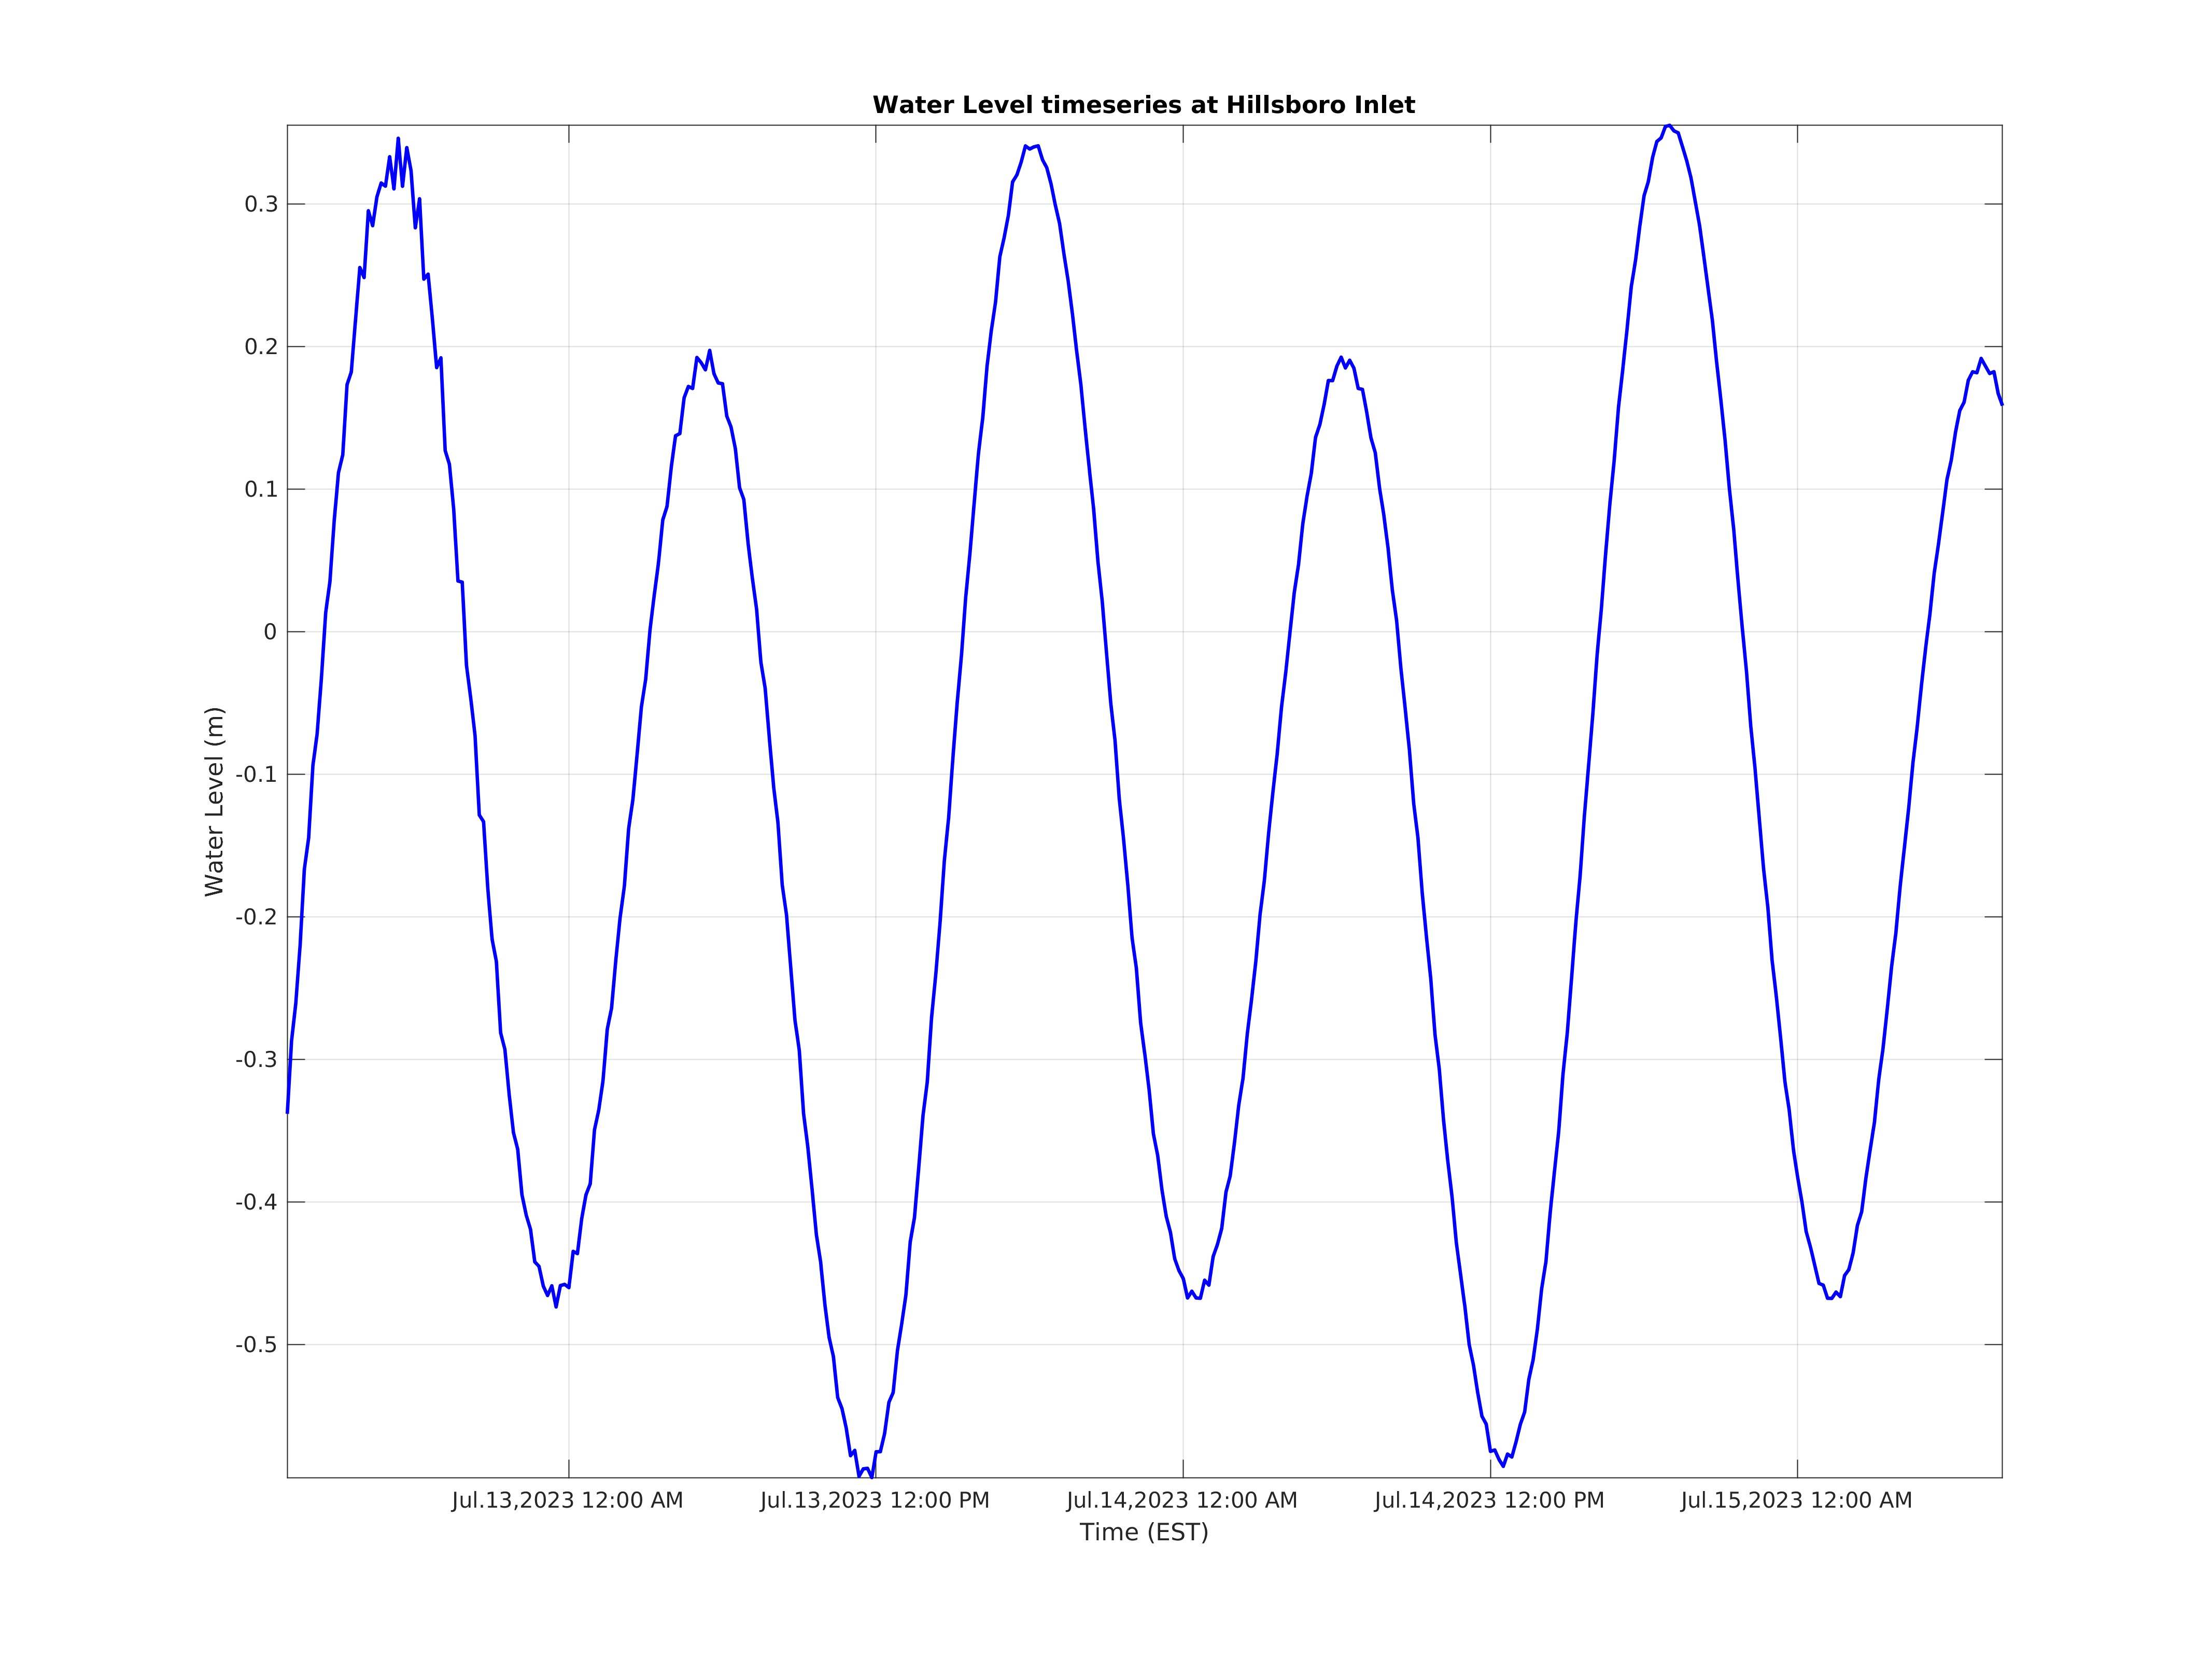 Water Level timeseries at Hillsboro Inlet
0.3
0.2
0.1
0
-0.1
-0.2
-0.3
-0.4
-0.5
Water Level (m)
Jul.13,2023 12:00 AM
Jul.13,2023 12:00 PM
Jul.14,2023 12:00 AM
Jul.14,2023 12:00 PM
Jul.15,2023 12:00 AM
Time (EST)